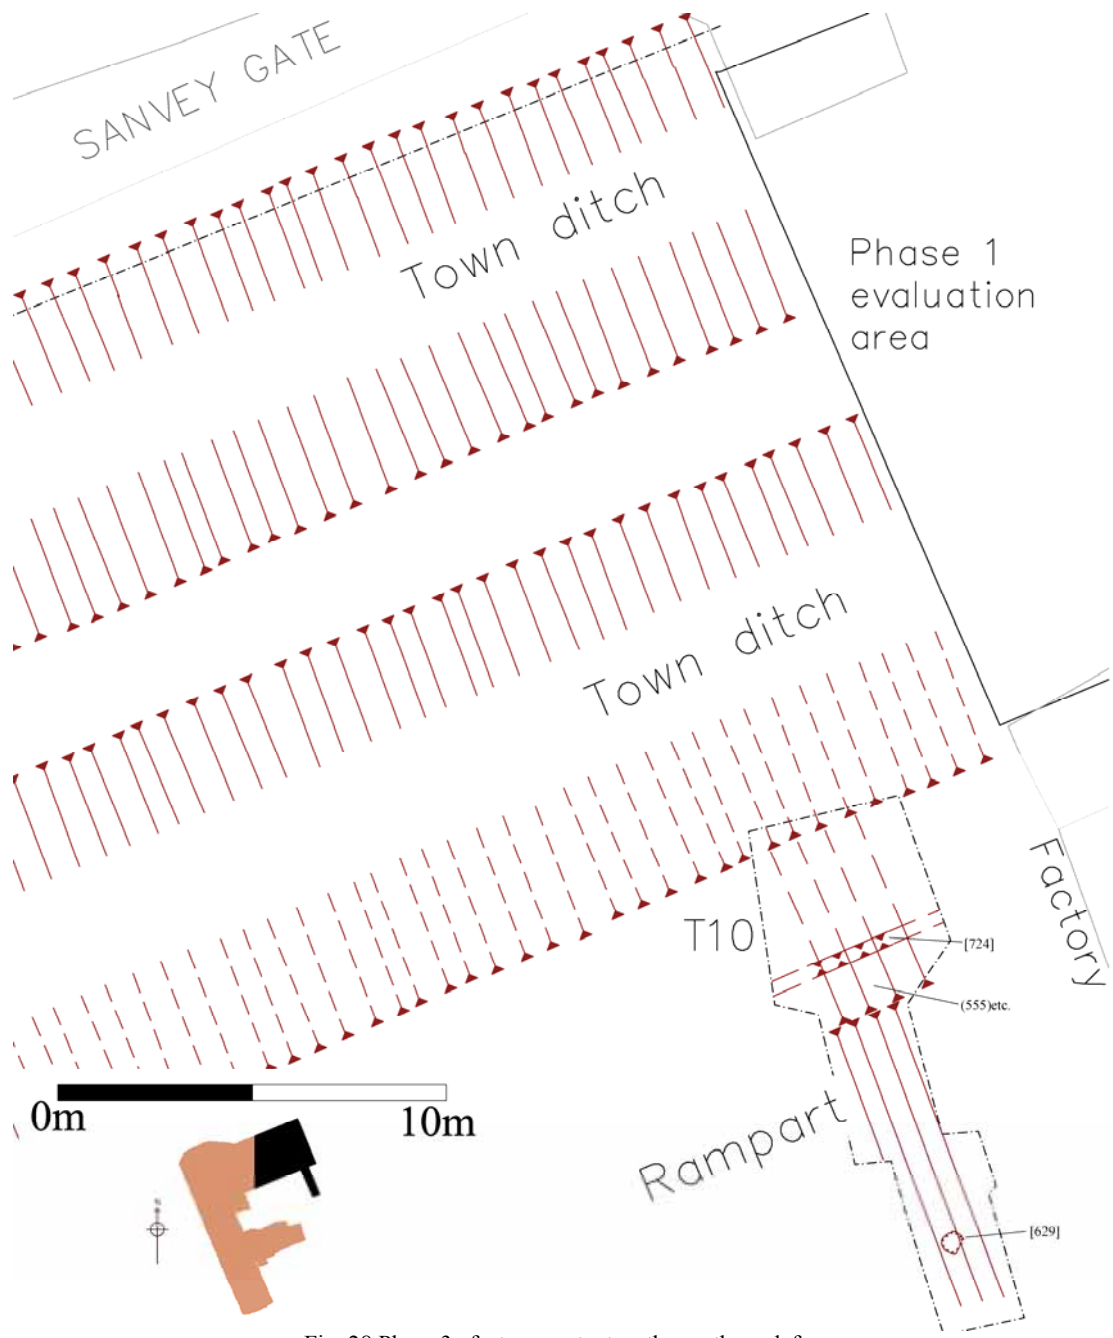 SANVEY GATE
Town ditch
Phase 1
evaluation
area
Town ditch
T10
Factory
[724]
(555)etc.
Rampart
0m
10m
[629]